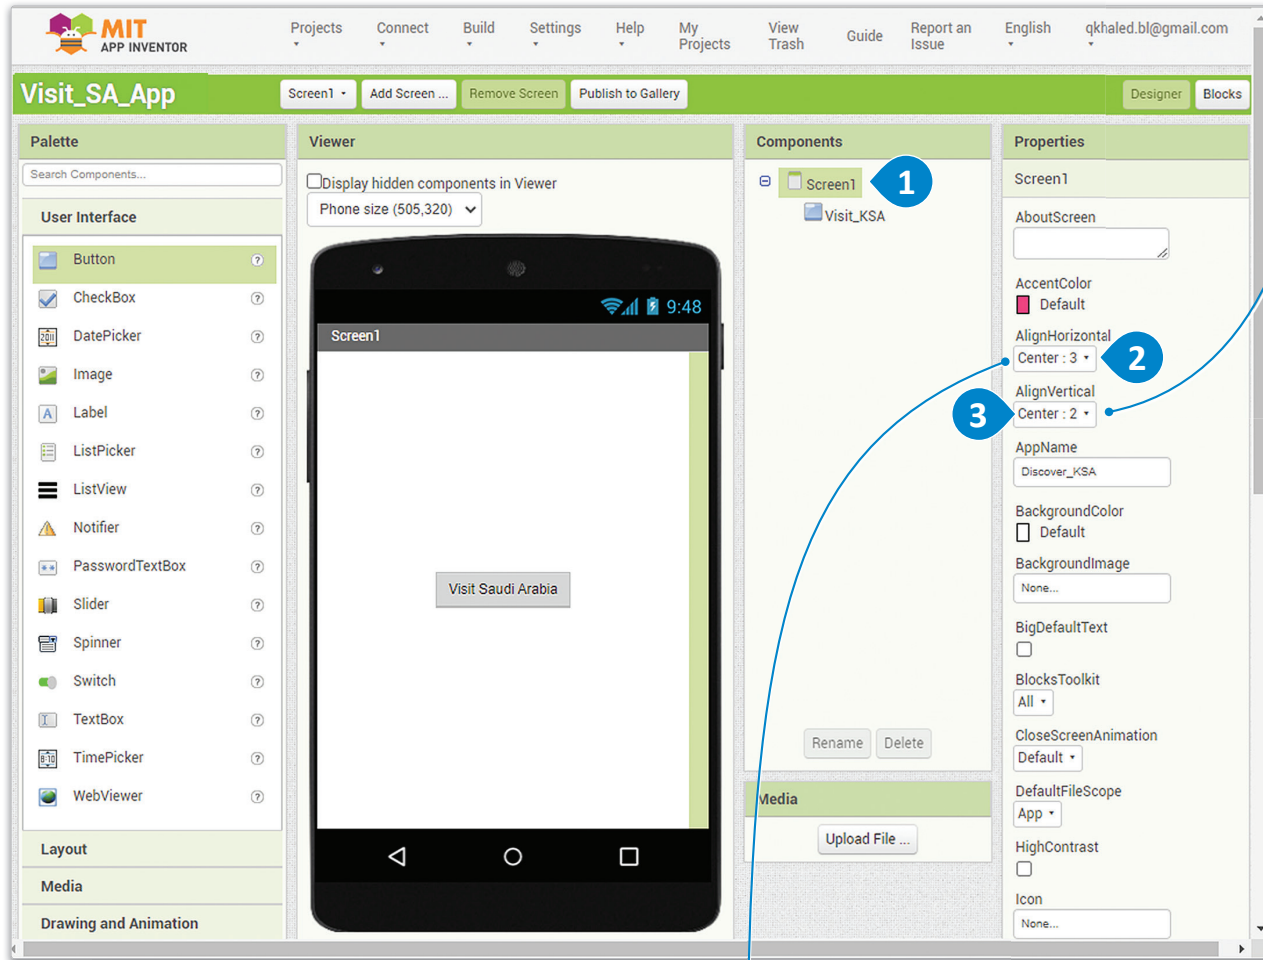 MIT
APP INVENTOR
Projects
Connect
Build
Settings
Help
My
Projects
View
Trash
Guide
Report an
Issue
English
qkhaled.bl@gmail.com
Visit_SA_App
Screen1
Add Screen ...
Remove Screen
Publish to Gallery
Designer
Blocks
Palette
Search Components...
User Interface
Button
CheckBox
DatePicker
Image
Label
ListPicker
ListView
Notifier
PasswordTextBox
Slider
Spinner
Switch
TextBox
TimePicker
WebViewer
Layout
Media
Drawing and Animation
Viewer
Display hidden components in Viewer
Phone size (505,320)
9:48
Screen1
Visit Saudi Arabia
Components
Screen1
1
Visit_KSA
Rename
Delete
Media
Upload File ...
Properties
Screen1
AboutScreen
AccentColor
Default
AlignHorizontal
Center : 3
2
AlignVertical
3
Center : 2
AppName
Discover_KSA
BackgroundColor
Default
BackgroundImage
None...
BigDefaultText
BlocksToolkit
All
CloseScreenAnimation
Default
DefaultFileScope
App
HighContrast
Icon
None...